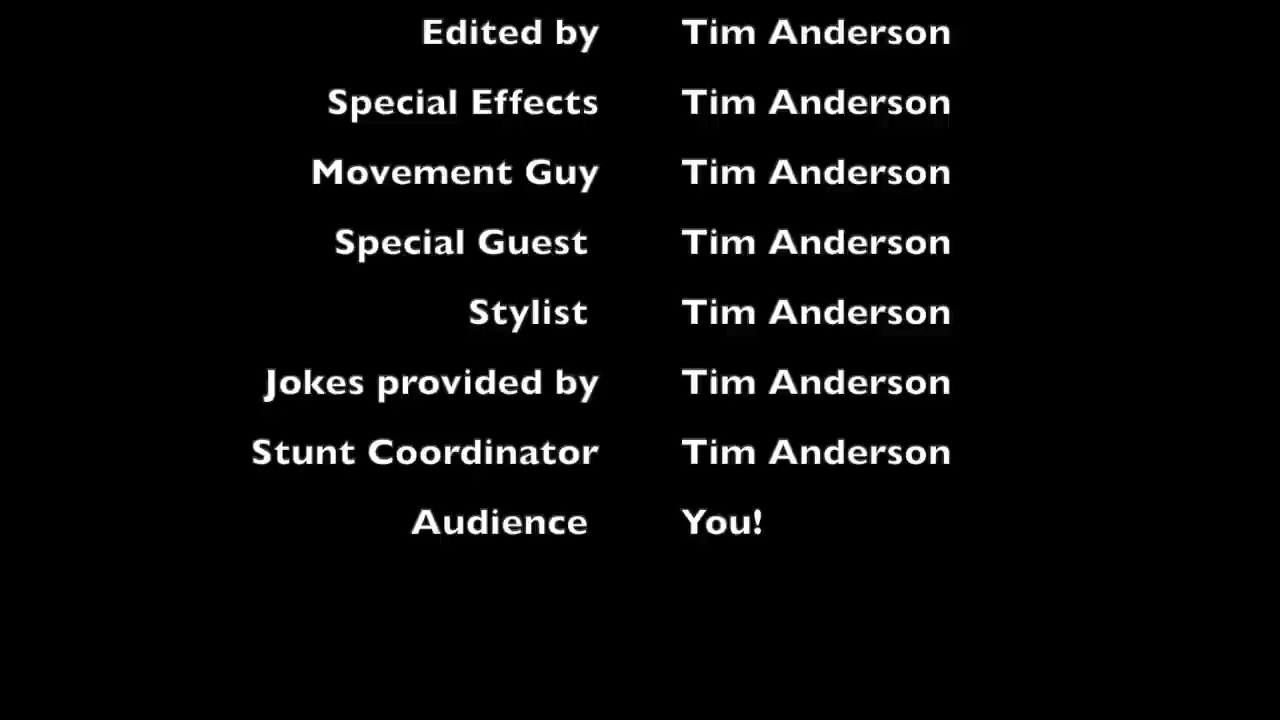 Edited by Tim Anderson
Special Effects Tim Anderson
Movement Guy Tim Anderson
Special Guest Tim Anderson
Stylist Tim Anderson
Jokes provided by Tim Anderson
Stunt Coordinator Tim Anderson
Audience You!